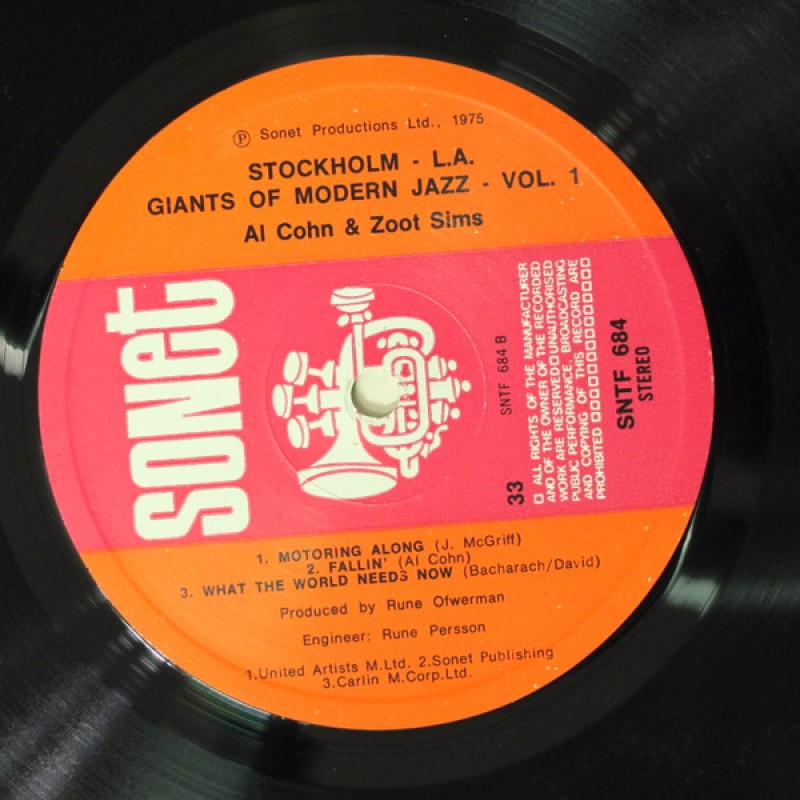 ℗ Sonet Productions Ltd., 1975
STOCKHOLM - L.A.
GIANTS OF MODERN JAZZ - VOL. 1
Al Cohn & Zoot Sims
sonet
SNTF 684 B
33
ALL RIGHTS OF THE MANUFACTURER
AND OF THE OWNER OF THE RECORDED
WORK ARE RESERVED UNAUTHORISED
PUBLIC PERFORMANCE, BROADCASTING
AND COPYING OF THIS RECORD ARE
PROHIBITED
SNTF 684
STEREO
1. MOTORING ALONG (J. McGriff)
2. FALLIN' (Al Cohn)
3. WHAT THE WORLD NEEDS NOW (Bacharach/David)
Produced by Rune Ofwerman
Engineer: Rune Persson
1.United Artists M.Ltd. 2.Sonet Publishing
3.Carlin M.Corp.Ltd.